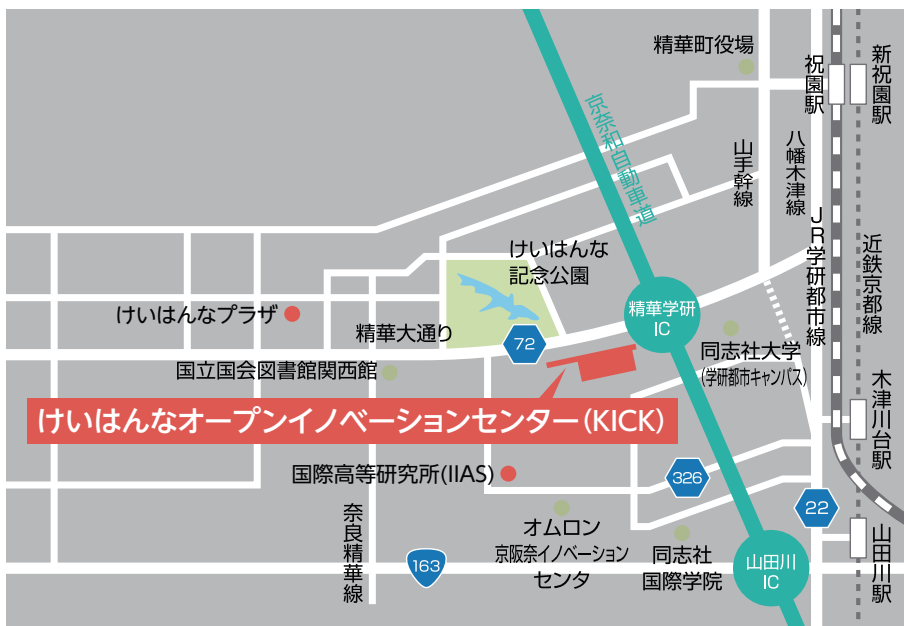 精華町役場
祝園駅
新祝園駅
京奈和自動車道
山手幹線
八幡木津線
JR学研都市線
近鉄京都線
けいはんな
記念公園
精華学研
IC
けいはんなプラザ
精華大通り
72
同志社大学
(学研都市キャンパス)
国立国会図書館関西館
木津川台駅
けいはんなオープンイノベーションセンター(KICK)
国際高等研究所(IIAS)
326
22
奈良精華線
オムロン
京阪奈イノベーション
センタ
同志社
国際学院
163
山田川
IC
山田川駅